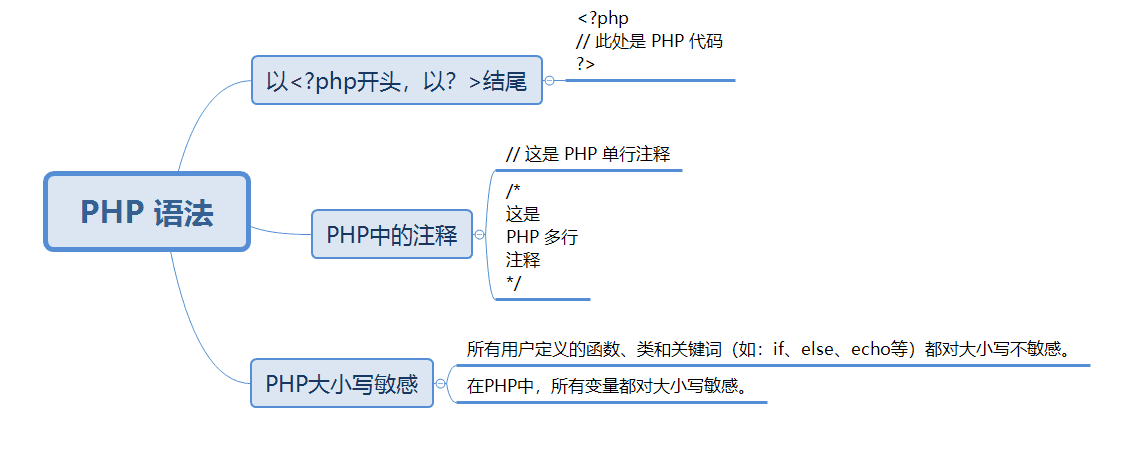 PHP 语法
以<?php开头，以？>结尾
<?php
// 此处是 PHP 代码
?>
PHP中的注释
// 这是 PHP 单行注释
/*
这是
PHP 多行
注释
*/
PHP大小写敏感
所有用户定义的函数、类和关键词（如：if、else、echo等）都对大小写不敏感。
在PHP中，所有变量都对大小写敏感。